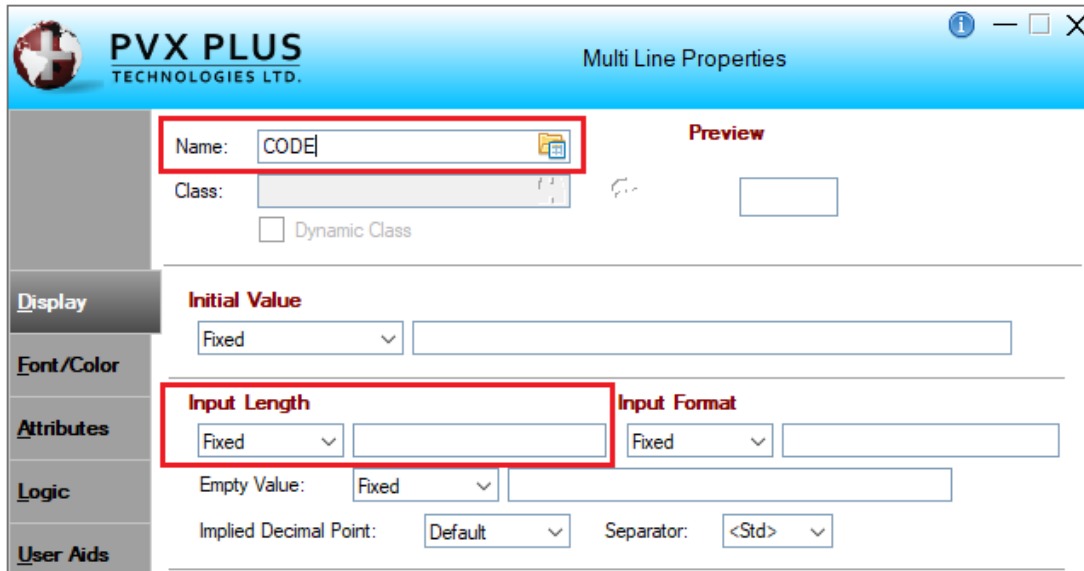 PVX PLUS
TECHNOLOGIES LTD.
Multi Line Properties
Name: CODE
Preview
Class:
Dynamic Class
Display
Initial Value
Fixed
Font/Color
Input Length Input Format
Attributes
Fixed Fixed
Logic
Empty Value: Fixed
Implied Decimal Point: Default Separator: <Std>
User Aids